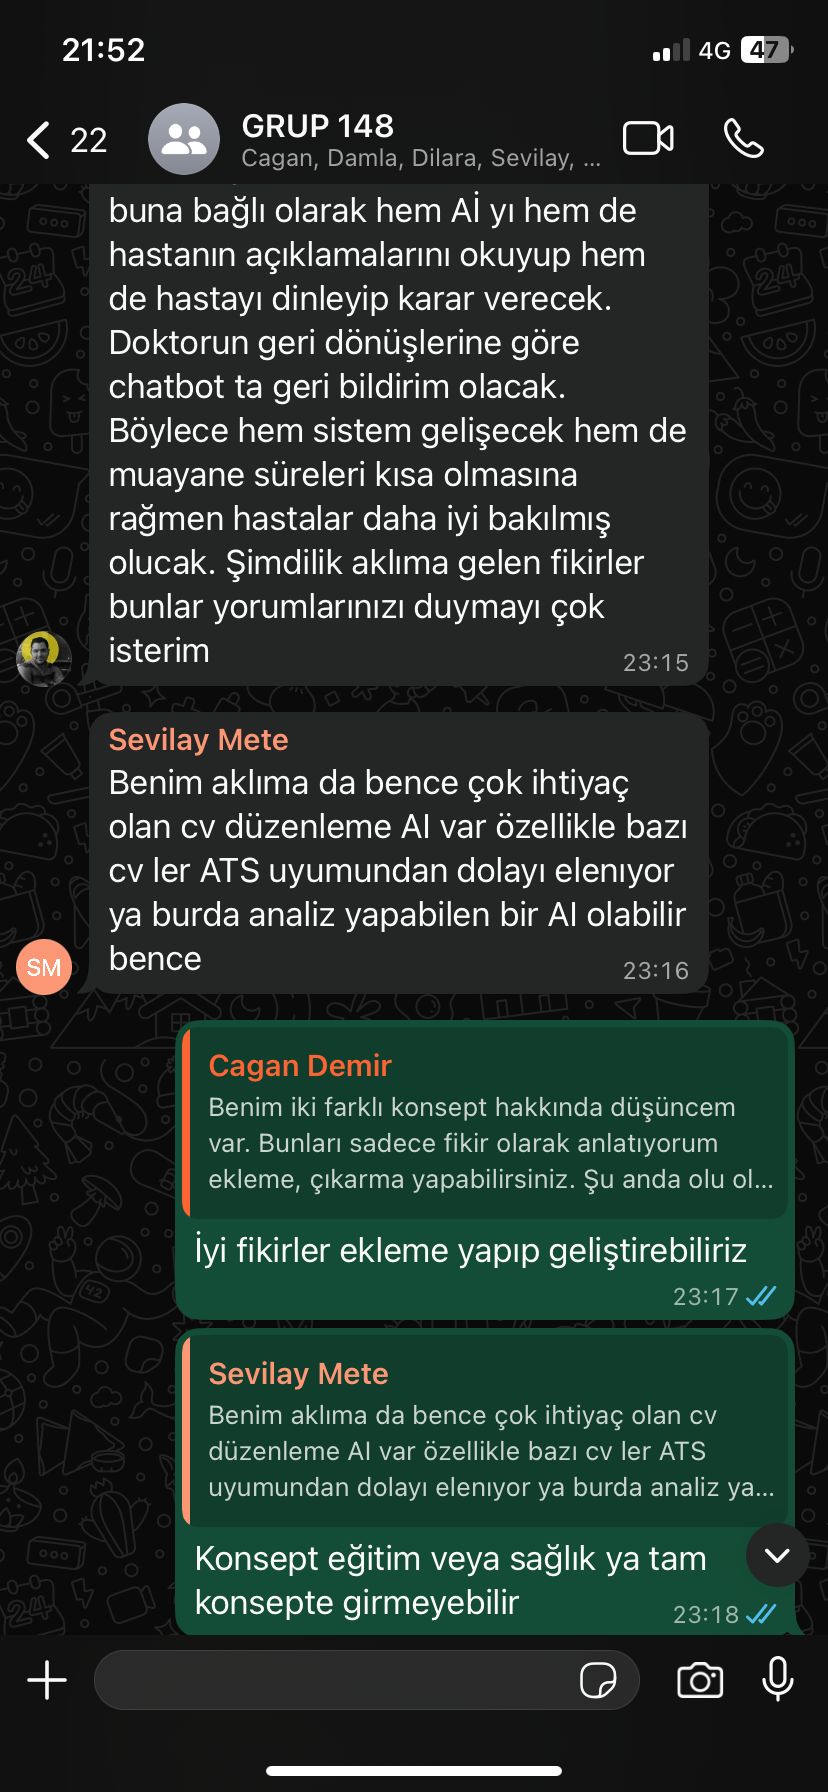 21:52
4G 47
22
GRUP 148
Cagan, Damla, Dilara, Sevilay, ...
buna bağlı olarak hem Aİ yı hem de
hastanın açıklamalarını okuyup hem
de hastayı dinleyip karar verecek.
Doktorun geri dönüşlerine göre
chatbot ta geri bildirim olacak.
Böylece hem sistem gelişecek hem de
muayane süreleri kısa olmasına
rağmen hastalar daha iyi bakılmış
olucak. Şimdilik aklıma gelen fikirler
bunlar yorumlarınızı duymayı çok
isterim
23:15
Sevilay Mete
Benim aklıma da bence çok ihtiyaç
olan cv düzenleme AI var özellikle bazı
cv ler ATS uyumundan dolayı elenıyor
ya burda analiz yapabilen bir AI olabilir
bence
23:16
SM
Cagan Demir
Benim iki farklı konsept hakkında düşüncem
var. Bunları sadece fikir olarak anlatıyorum
ekleme, çıkarma yapabilirsiniz. Şu anda olu ol...
İyi fikirler ekleme yapıp geliştirebiliriz
23:17
Sevilay Mete
Benim aklıma da bence çok ihtiyaç olan cv
düzenleme AI var özellikle bazı cv ler ATS
uyumundan dolayı elenıyor ya burda analiz ya...
Konsept eğitim veya sağlık ya tam
konsepte girmeyebilir
23:18